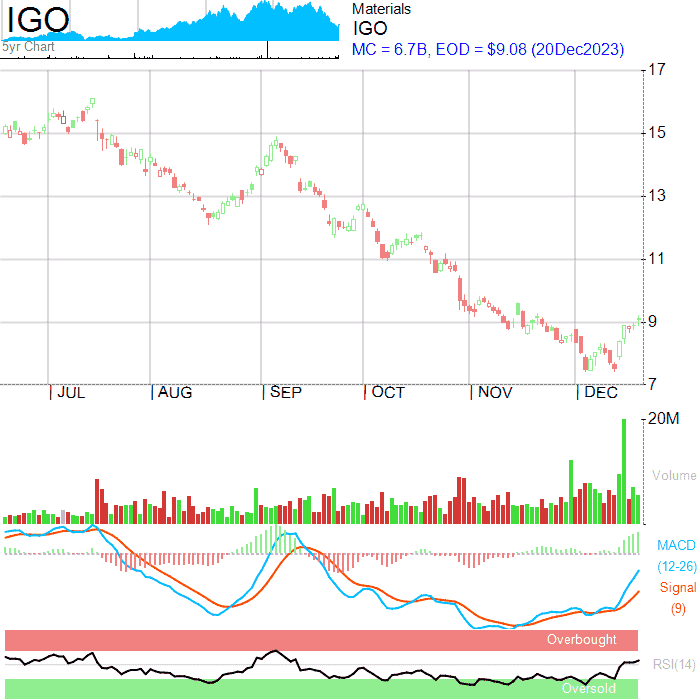 IGO
5yr Chart
Materials
IGO
MC = 6.7B, EOD = $9.08 (20Dec2023)
17
15
13
11
9
7
JUL AUG SEP OCT NOV DEC
20M
Volume
MACD
(12-26)
Signal
(9)
Overbought
RSI(14)
Oversold